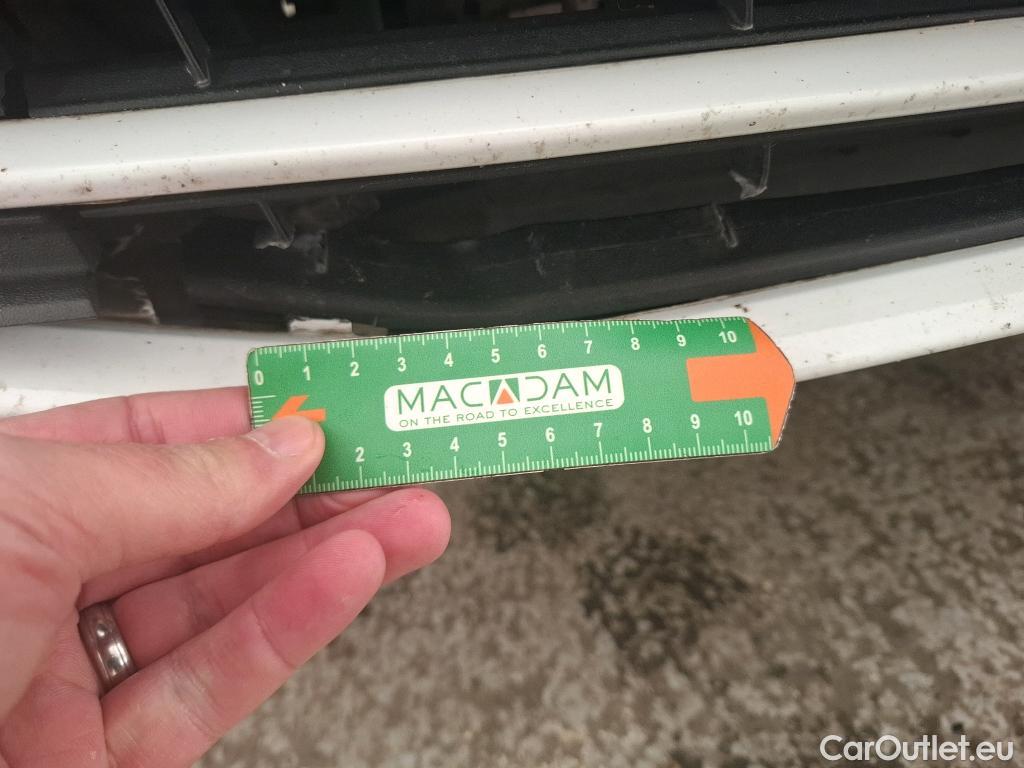 0 1 2 3 4 5 6 7 8 9 10
MACADAM
ON THE ROAD TO EXCELLENCE
2 3 4 5 6 7 8 9 10
CarOutlet.eu